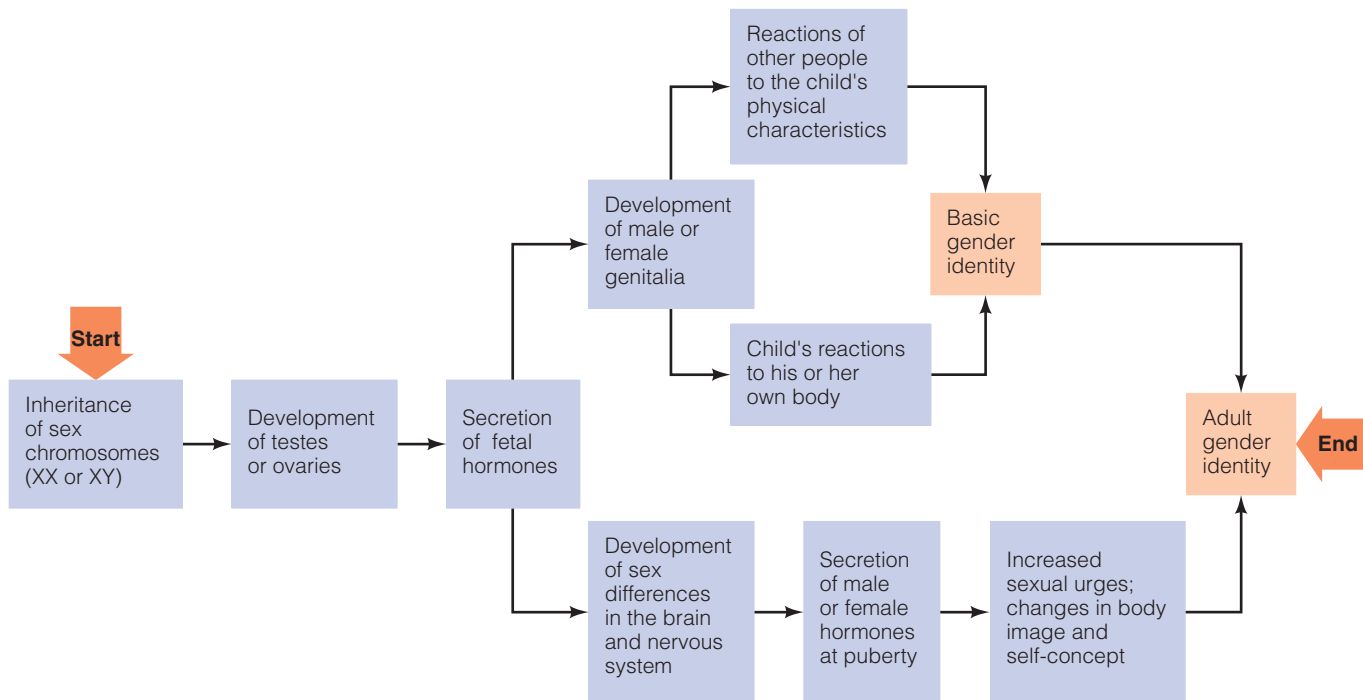 Start
Inheritance
of sex
chromosomes
(XX or XY)
Development
of testes
or ovaries
Secretion
of fetal
hormones
Development
of male or
female
genitalia
Reactions of
other people
to the child's
physical
characteristics
Child's reactions
to his or her
own body
Basic
gender
identity
Development
of sex
differences
in the brain
and nervous
system
Secretion
of male
or female
hormones
at puberty
Increased
sexual urges;
changes in body
image and
self-concept
Adult
gender
identity
End